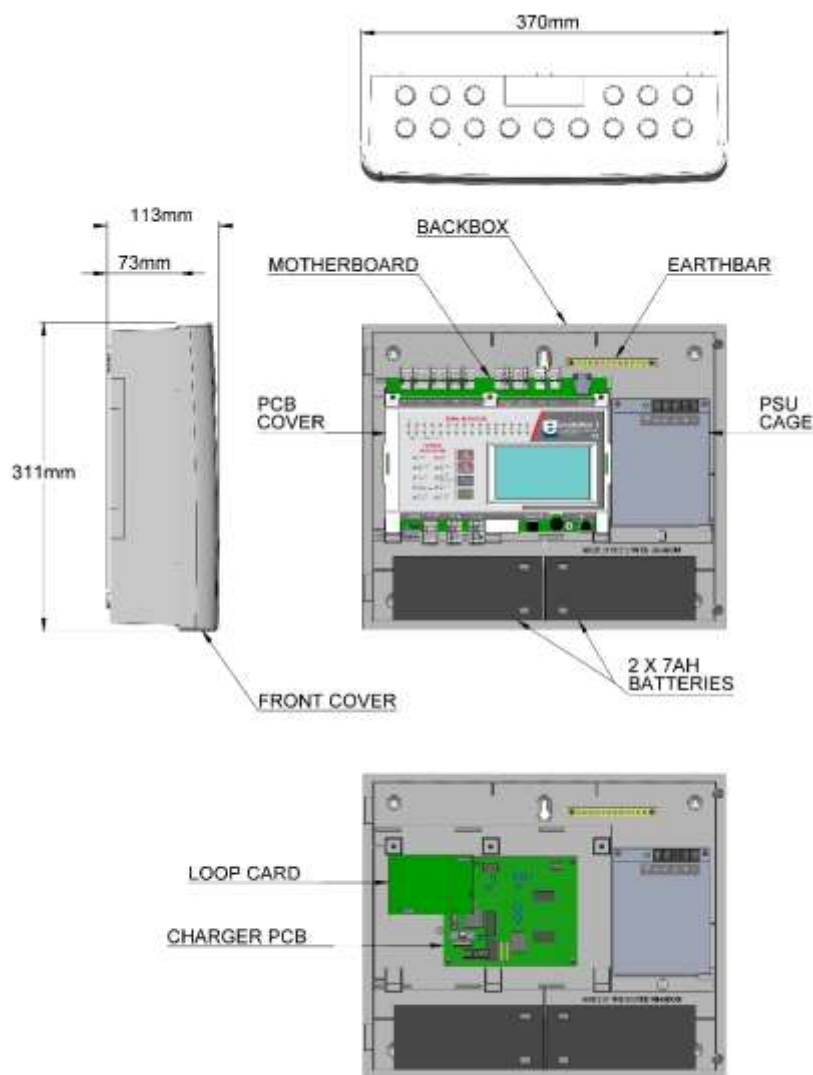 370mm
113mm
73mm
BACKBOX
MOTHERBOARD
EARTHBAR
PCB
COVER
PSU
CAGE
311mm
2 X 7AH
BATTERIES
FRONT COVER
LOOP CARD
CHARGER PCB